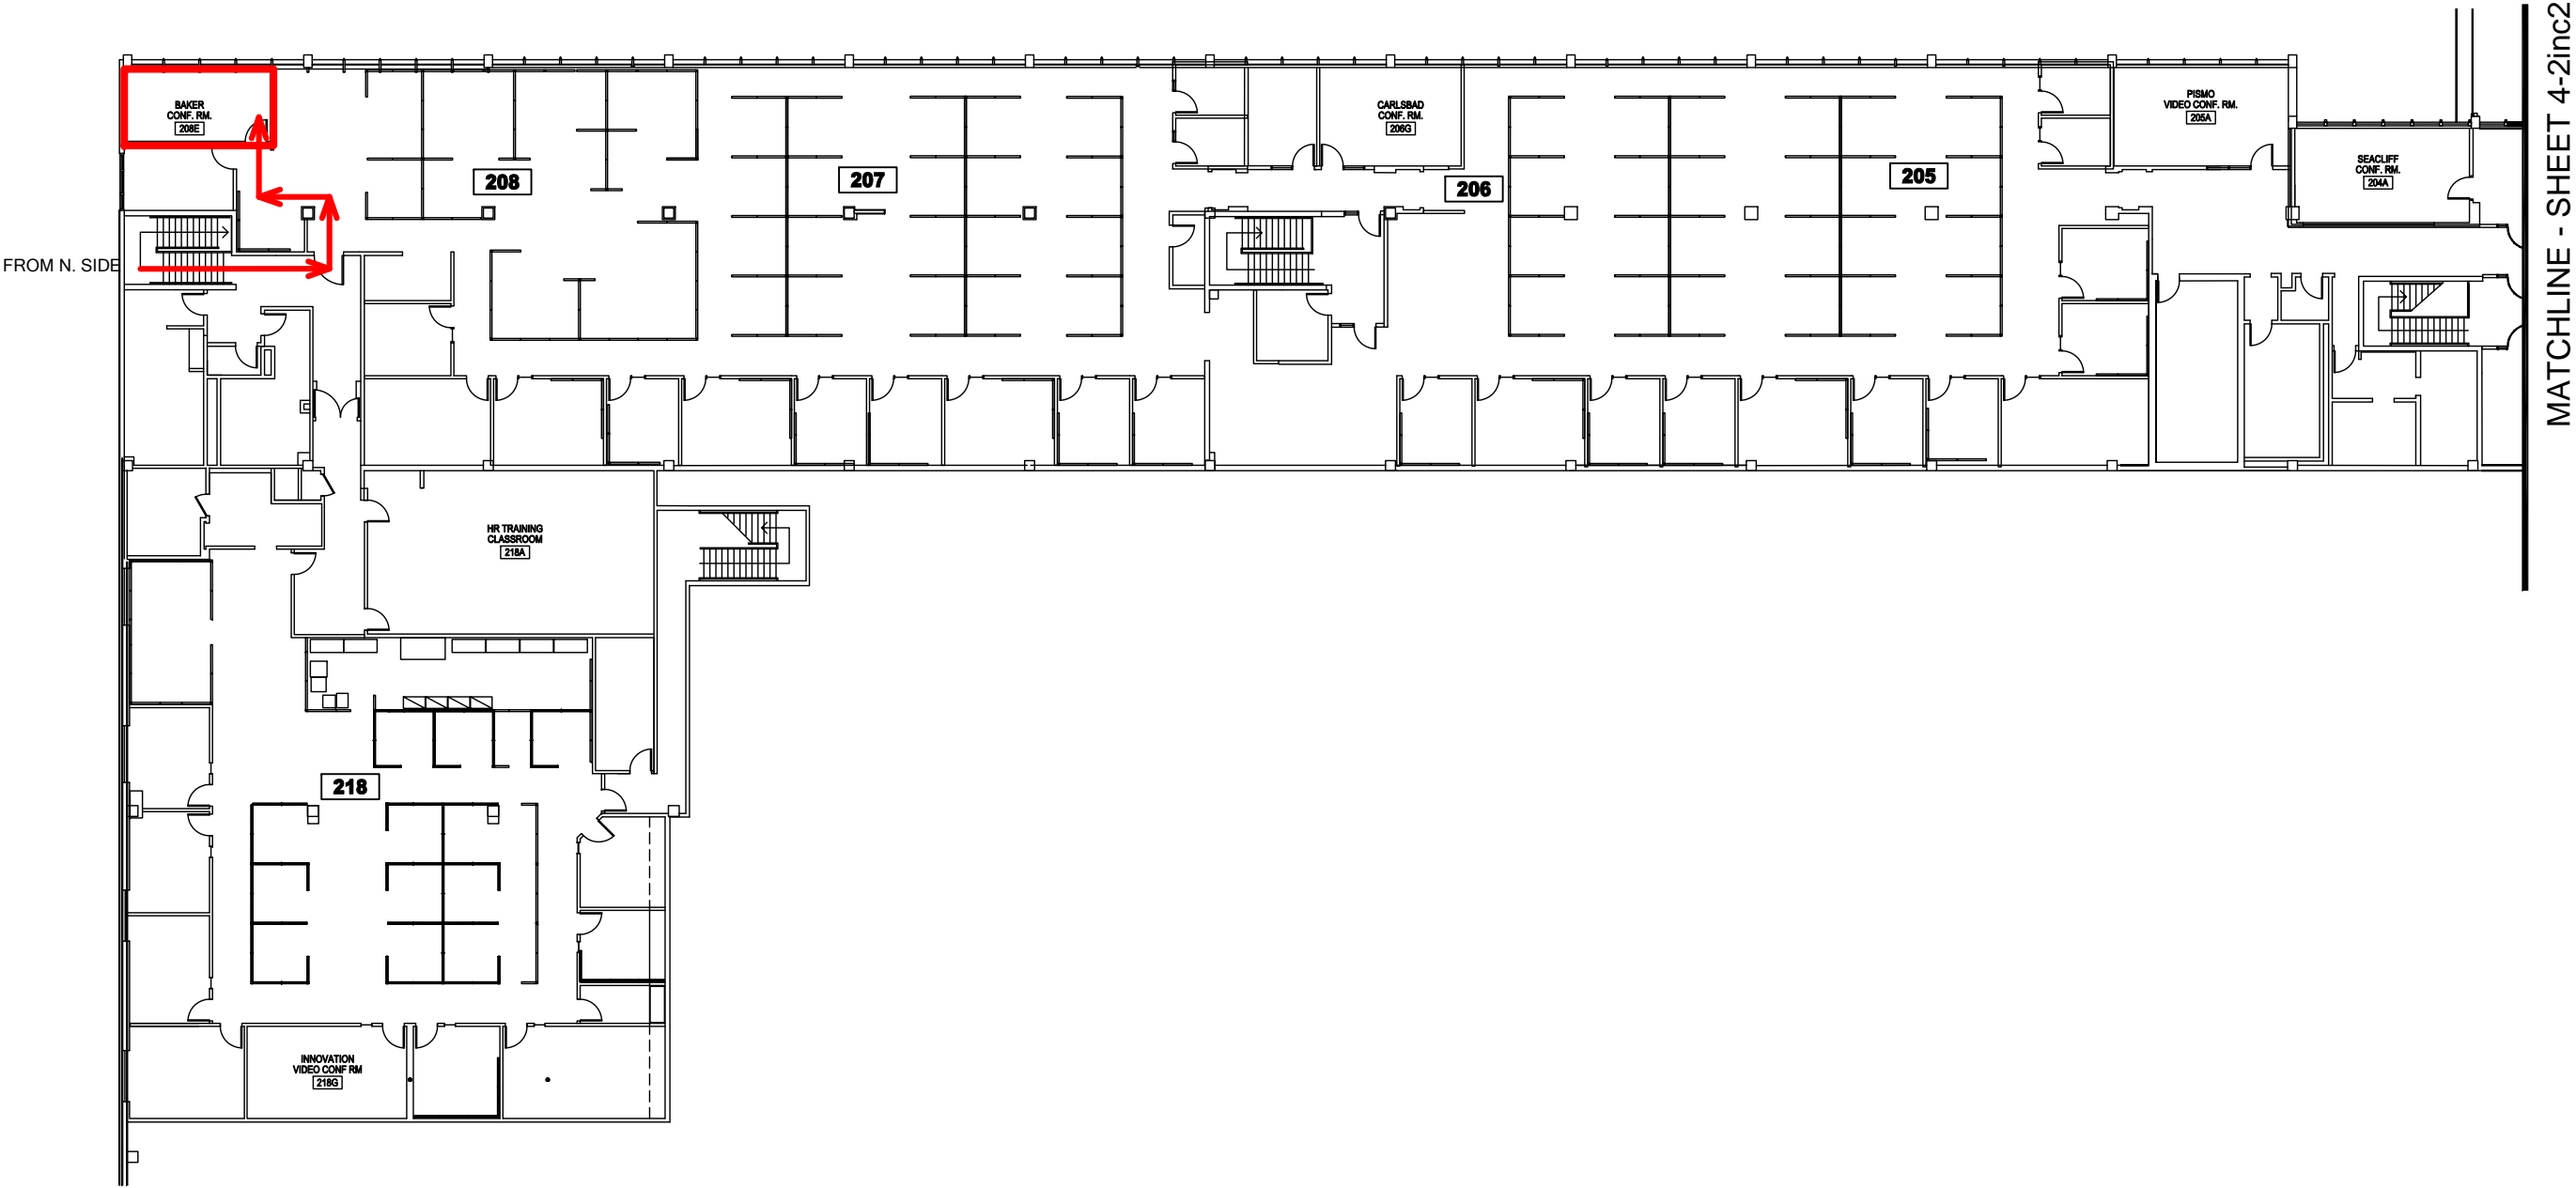 MATCHLINE - SHEET 4-2inc2
BAKER
CONF. RM.
208E
CARLSBAD
CONF. RM.
206G
PISMO
VIDEO CONF. RM.
205A
SEACLIFF
CONF. RM.
204A
208
207
206
205
FROM N. SIDE
HR TRAINING
CLASSROOM
218A
218
INNOVATION
VIDEO CONF RM
218G